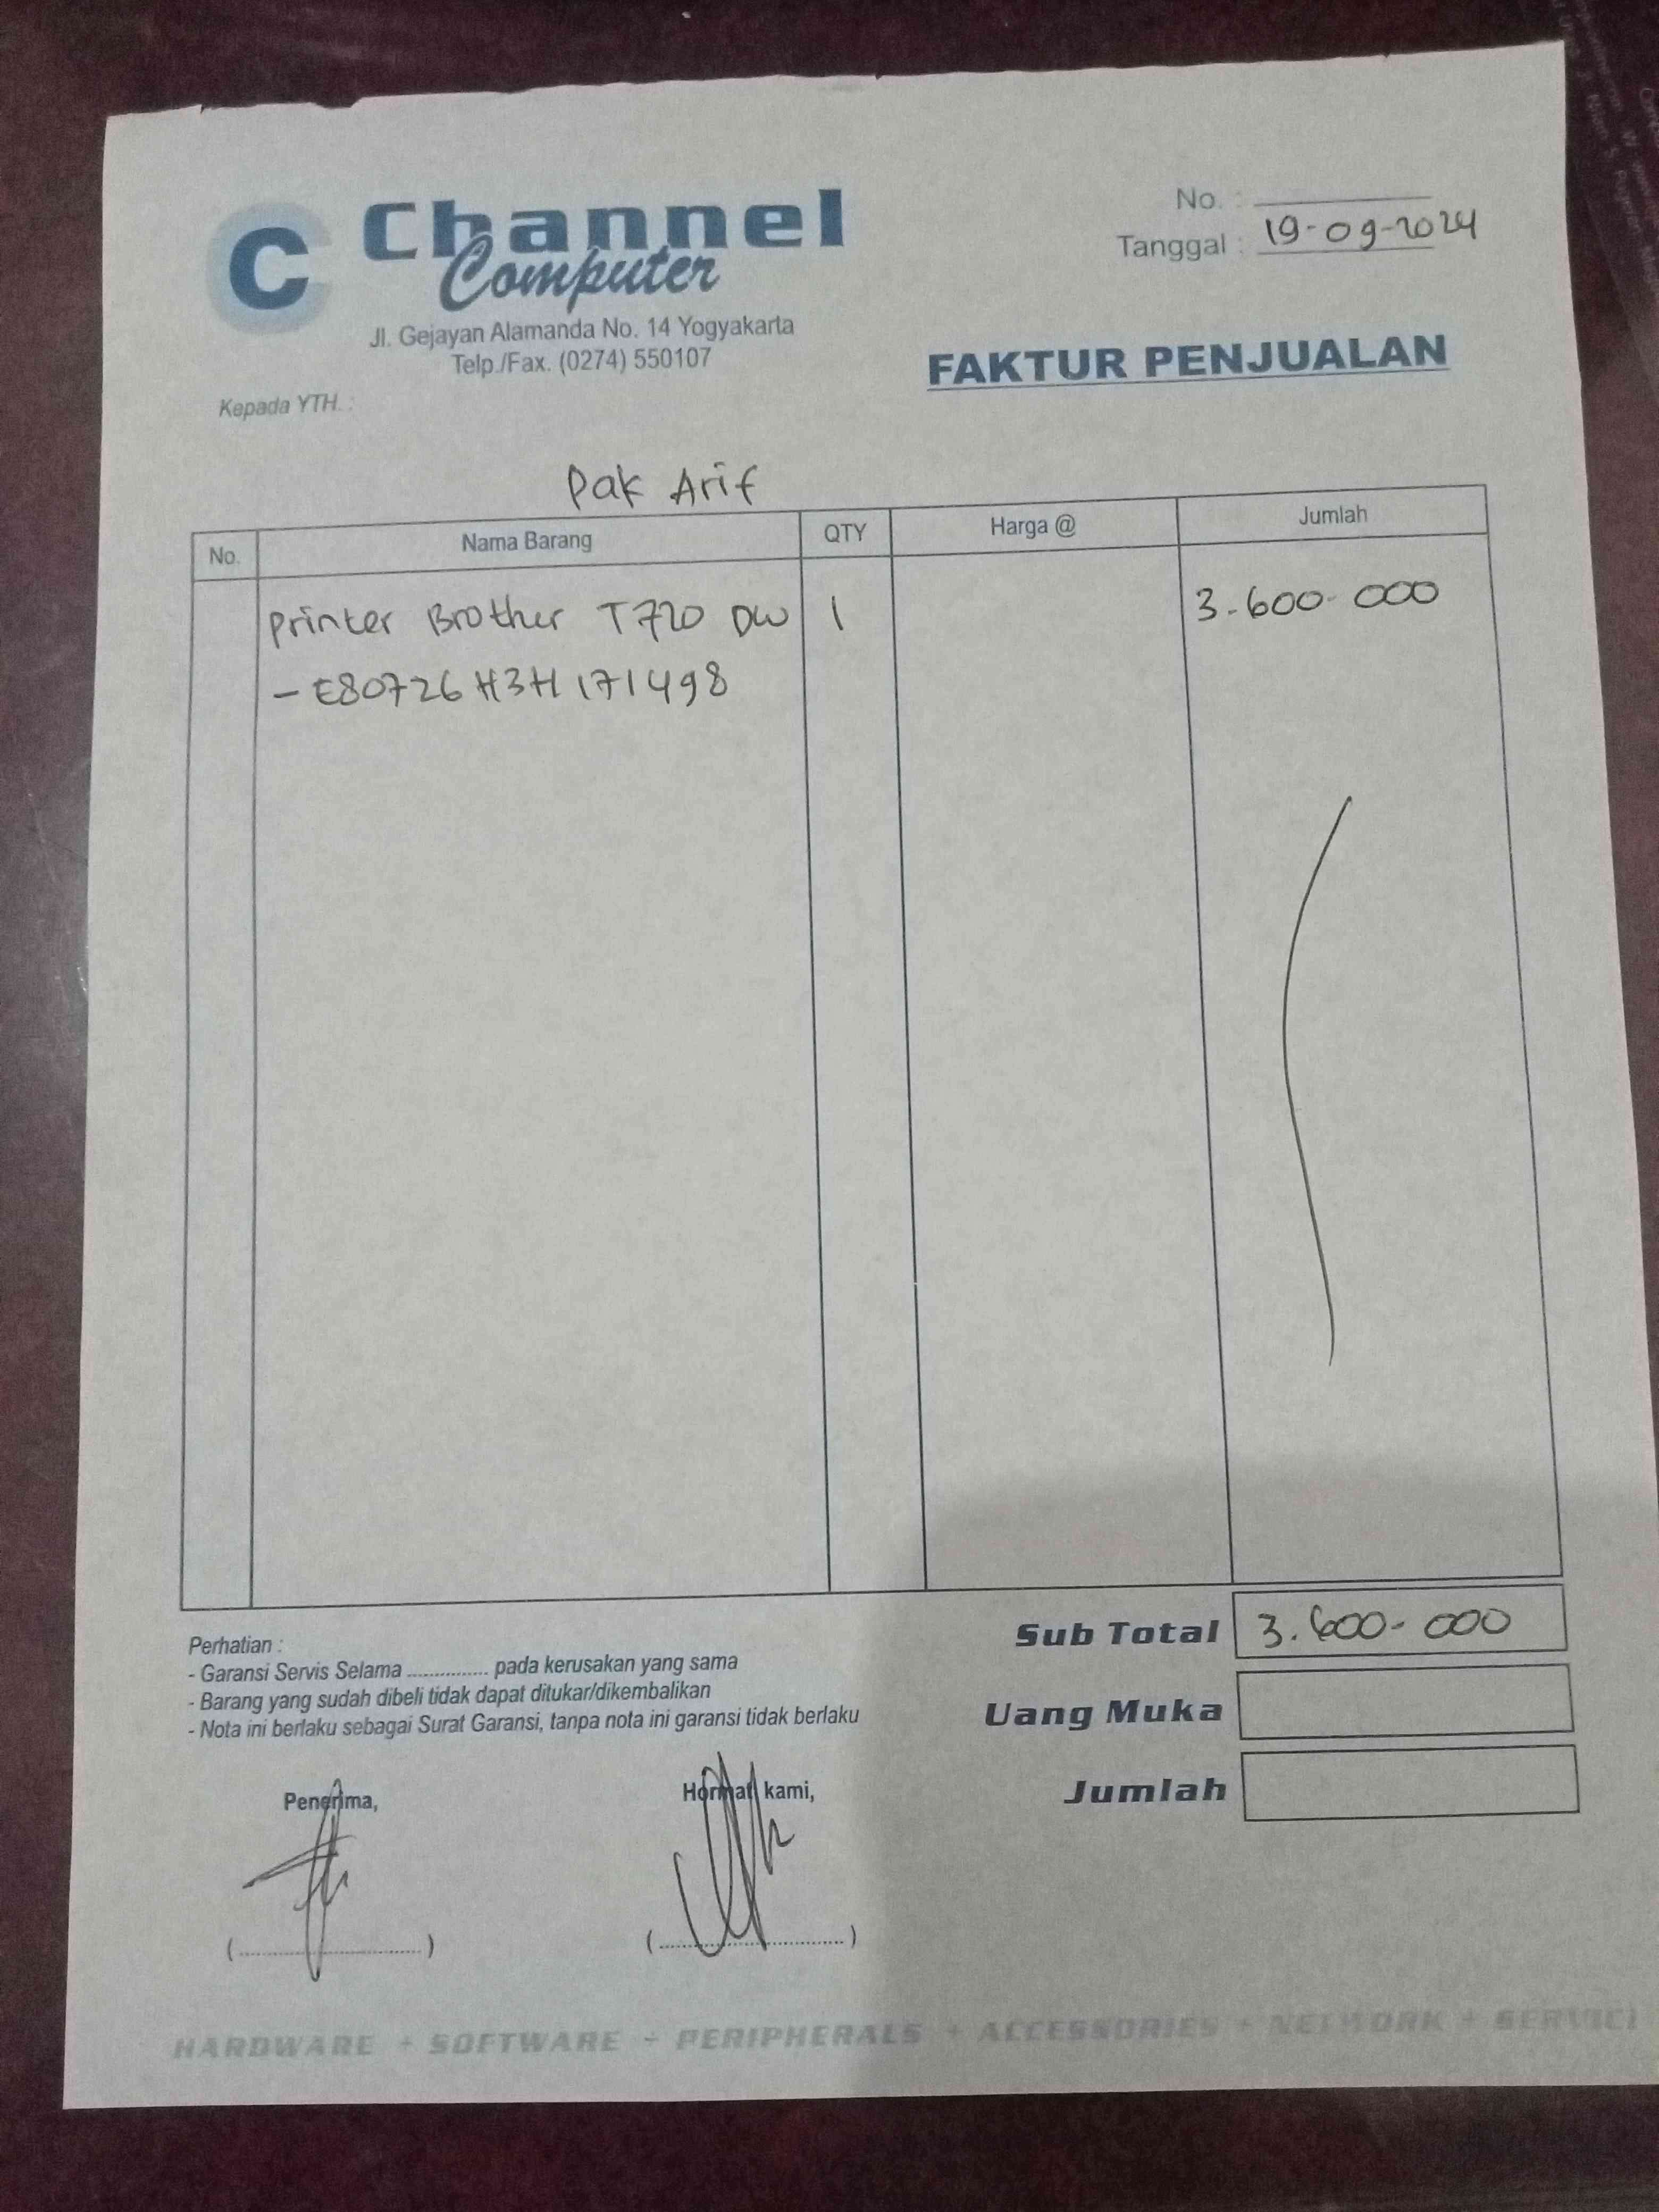 C Channel
Computer
Jl. Gejayan Alamanda No. 14 Yogyakarta
Telp./Fax. (0274) 550107
No. :
Tanggal : 19-09-2024
FAKTUR PENJUALAN
Kepada YTH. :
Pak Arif
No. Nama Barang QTY Harga @ Jumlah
Printer Brother T720 DW 1 3.600.000
- E80726H3H171498
Sub Total 3.600.000
Uang Muka
Jumlah
Perhatian :
- Garansi Servis Selama ............... pada kerusakan yang sama
- Barang yang sudah dibeli tidak dapat ditukar/dikembalikan
- Nota ini berlaku sebagai Surat Garansi, tanpa nota ini garansi tidak berlaku
Penerima, Hormat kami,
(..............................) (..............................)
HARDWARE + SOFTWARE + PERIPHERALS + ACCESSORIES + NETWORK + SERVICE